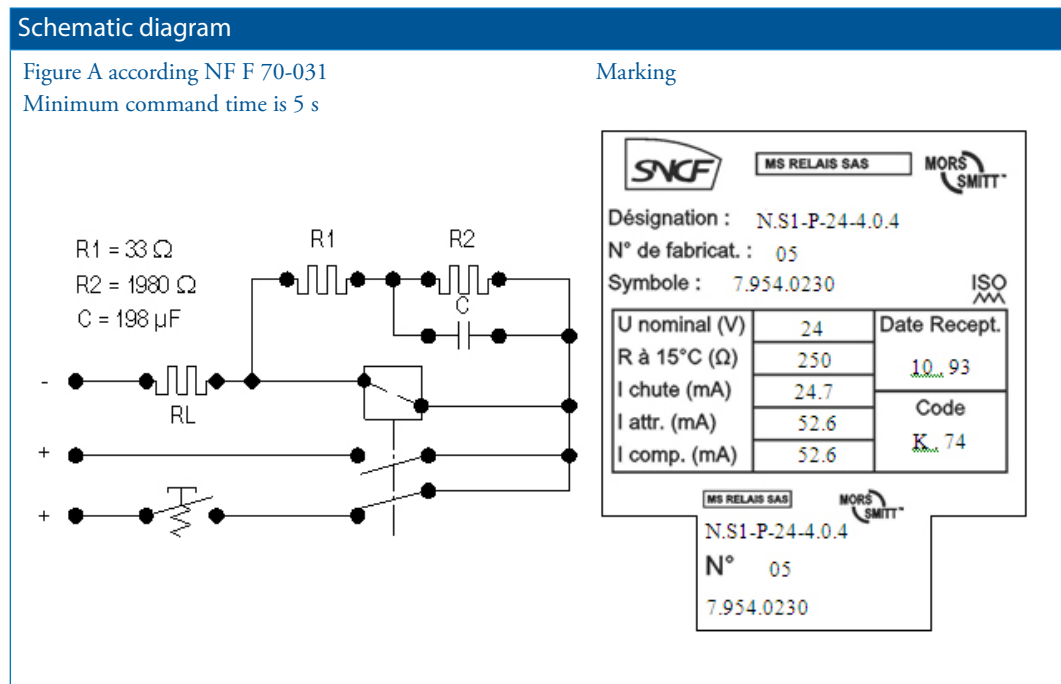 Schematic diagram
Figure A according NF F 70-031
Minimum command time is 5 s
Marking
R1 = 33 Ω
R2 = 1980 Ω
C = 198 µF
R1
R2
C
-
RL
+
+
SNCF
MS RELAIS SAS
MORS
SMITT™
Désignation : N.S1-P-24-4.0.4
N° de fabricat. : 05
Symbole : 7.954.0230
ISO
U nominal (V) 24
R à 15°C (Ω) 250
I chute (mA) 24.7
I attr. (mA) 52.6
I comp. (mA) 52.6
Date Recept.
10 . 93
Code
K . 74
MS RELAIS SAS
MORS
SMITT™
N.S1-P-24-4.0.4
N° 05
7.954.0230